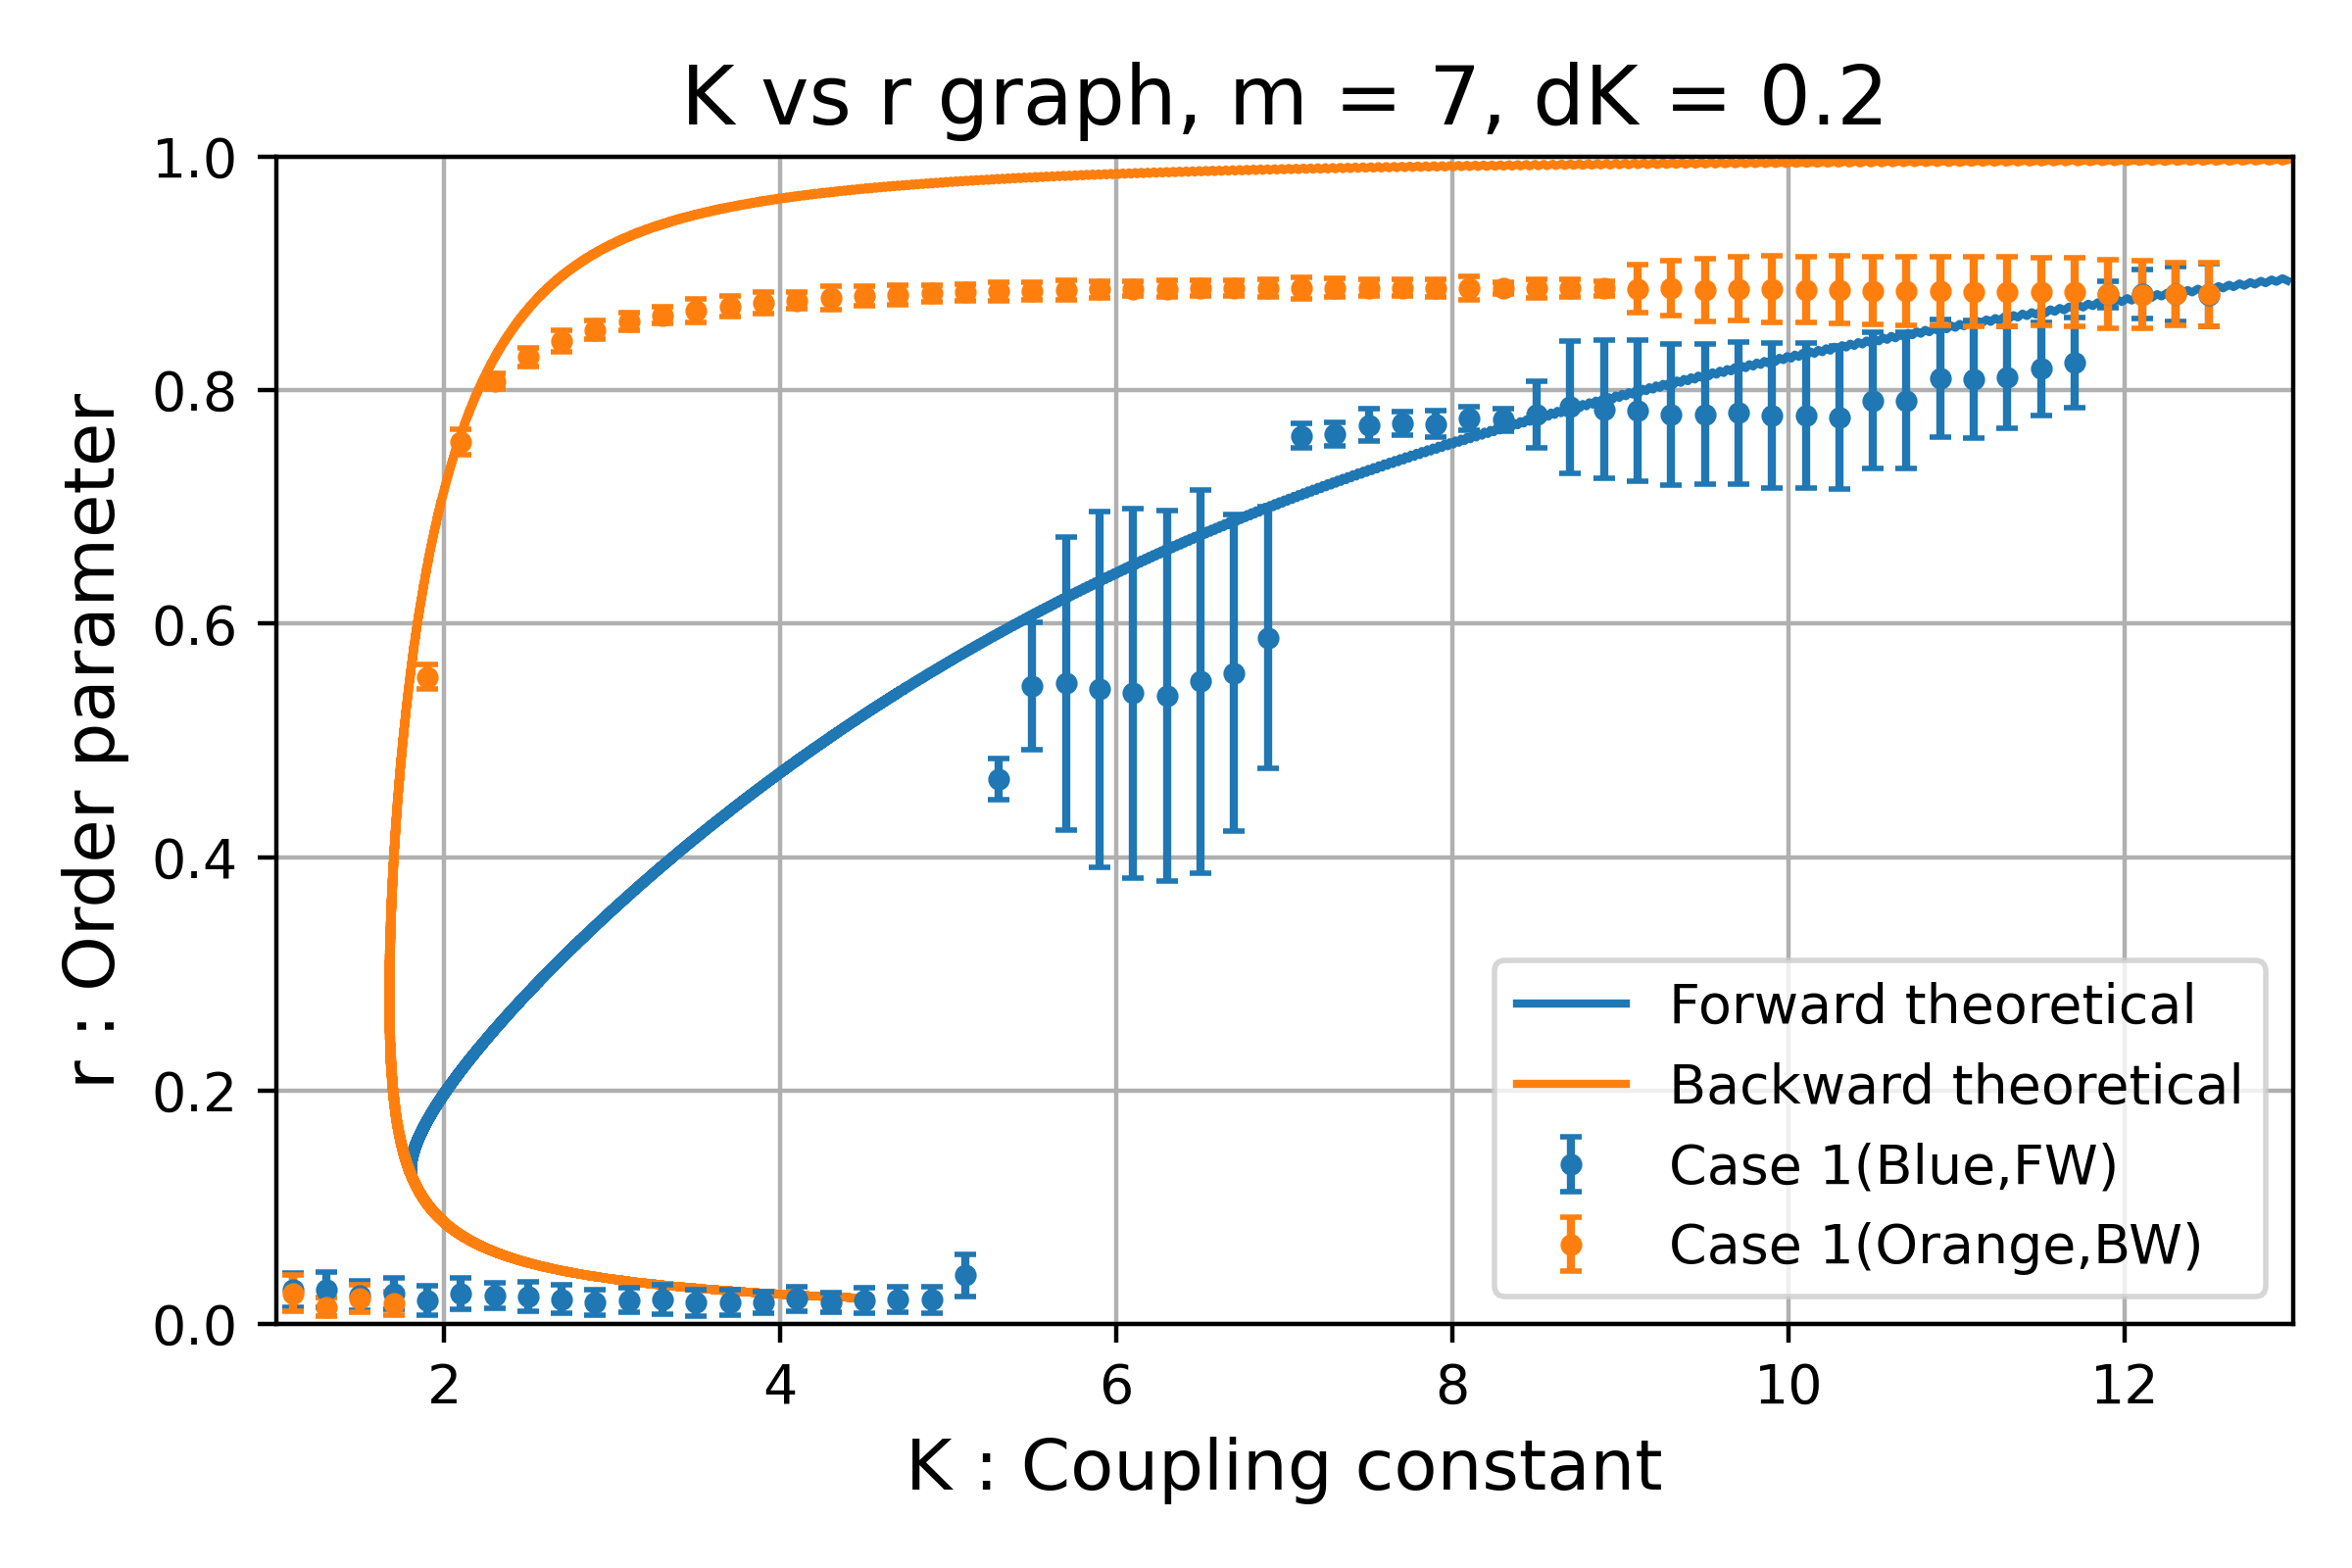 K vs r graph, m = 7, dK = 0.2
1.0
0.8
0.6
0.4
0.2
0.0
r : Order parameter
2 4 6 8 10 12
K : Coupling constant
Forward theoretical
Backward theoretical
Case 1(Blue,FW)
Case 1(Orange,BW)